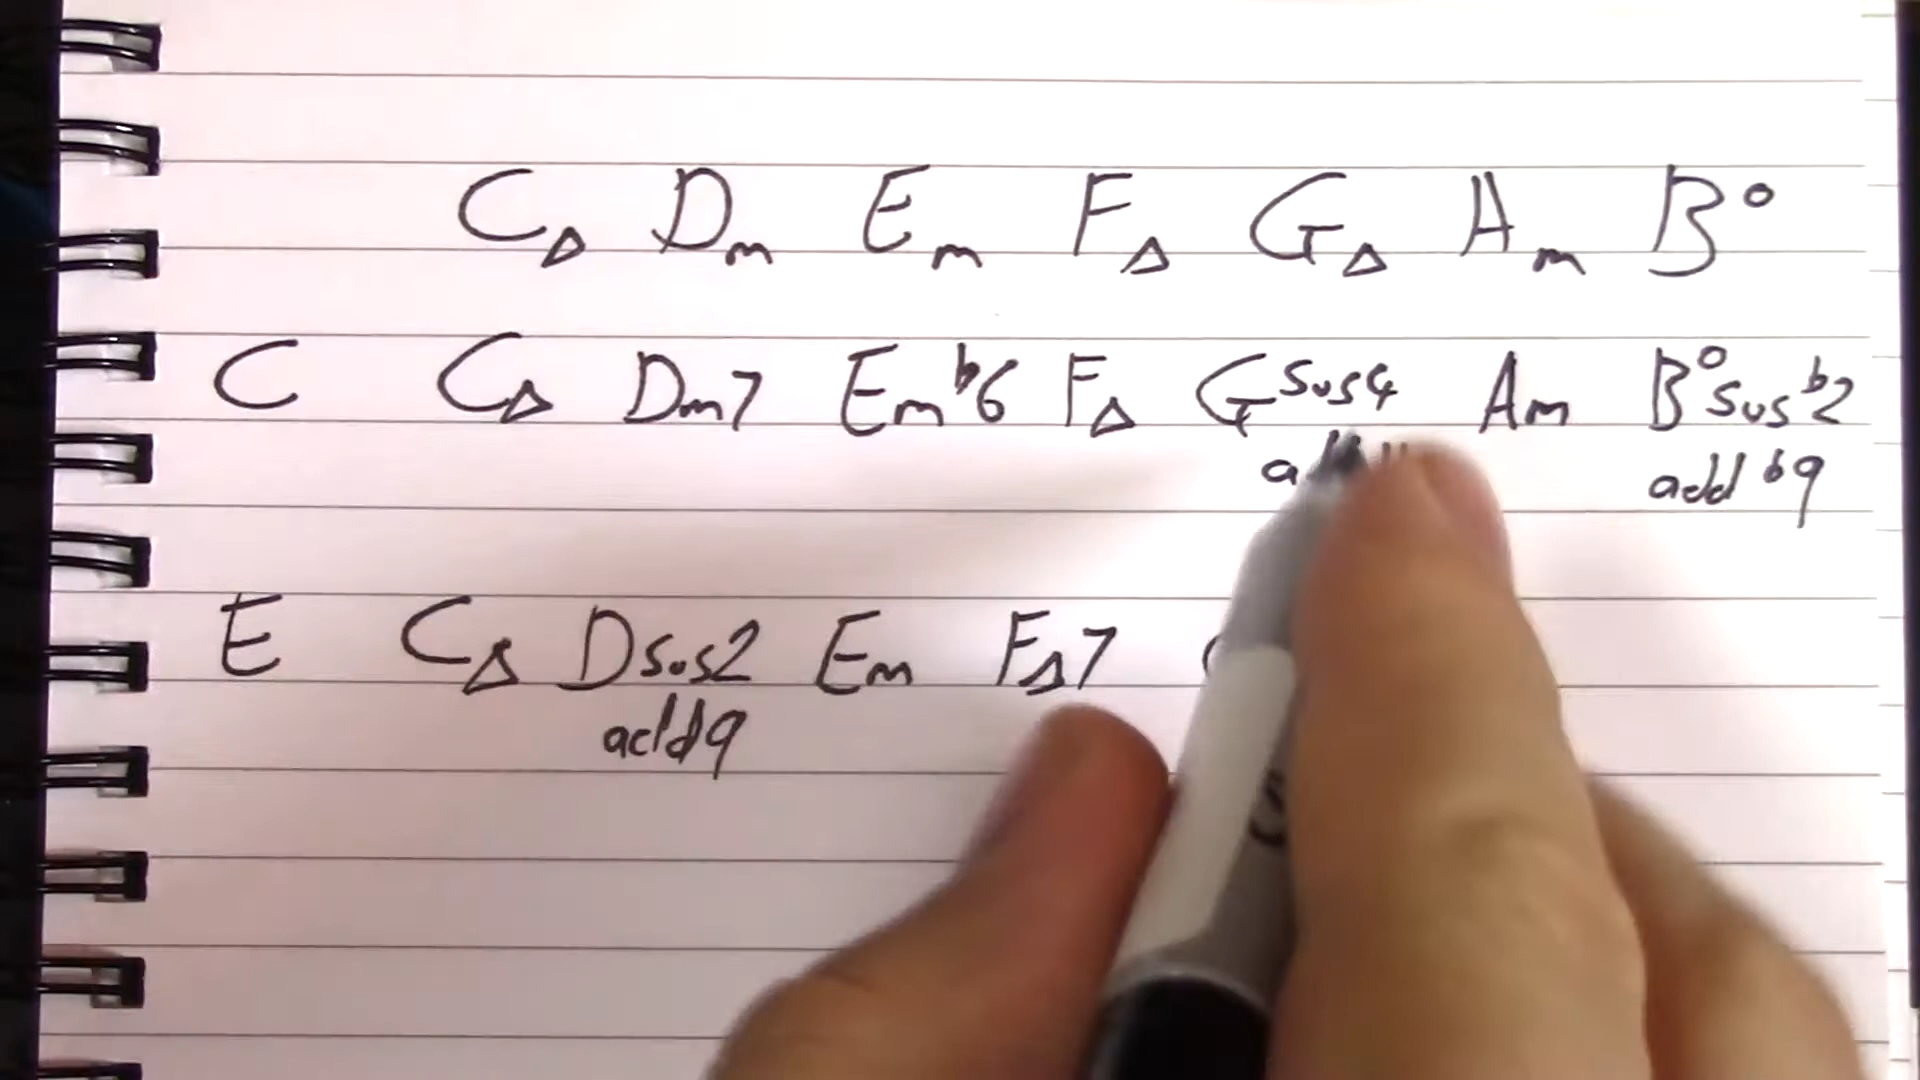 C△ Dm Em F△ G△ Am B°
C C△ Dm7 Em♭6 F△ Gsus4 Am B°sus♭2
add♭9
E C△ Dsus2 Em F△7
add9